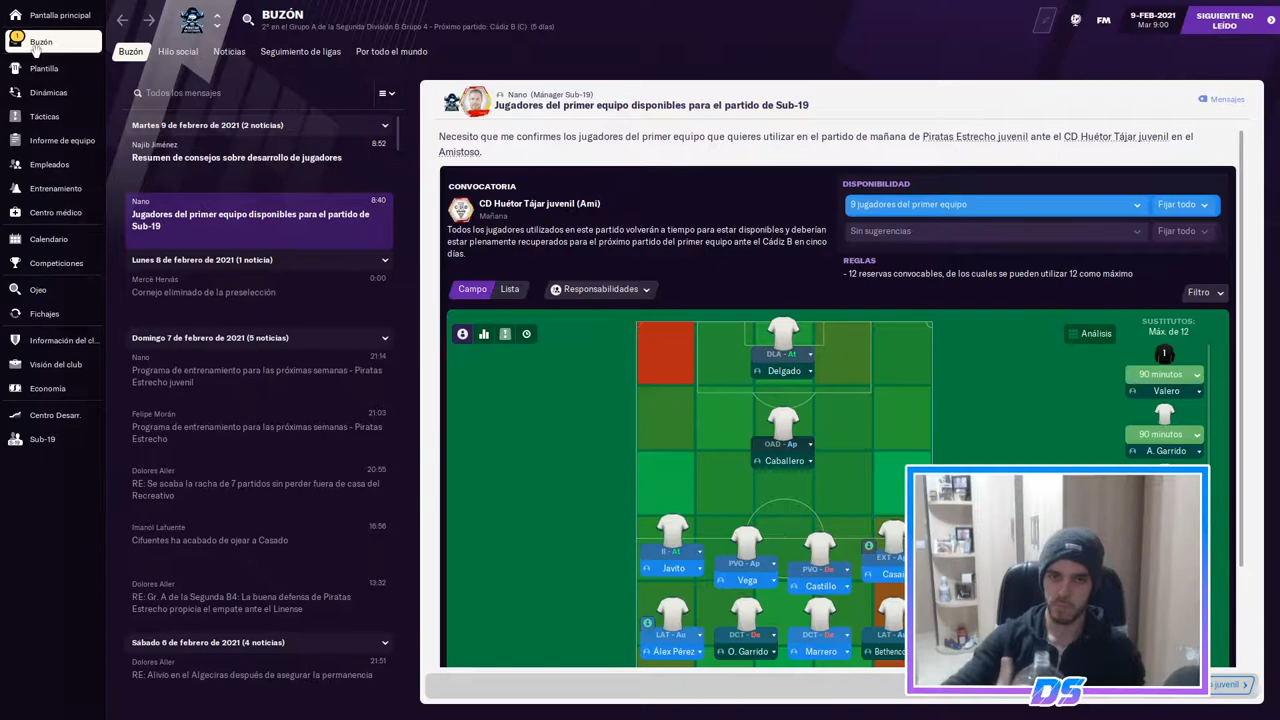 Pantalla principal
1
Buzón
Plantilla
Dinámicas
Tácticas
Informe de equipo
Empleados
Entrenamiento
Centro médico
Calendario
Competiciones
Ojeo
Fichajes
Información del cl...
Visión del club
Economía
Centro Desarr.
Sub-19
BUZÓN
2º en el Grupo A de la Segunda División B Grupo 4 - Próximo partido: Cádiz B (C) (5 días)
FM
9-FEB-2021
Mar 9:00
SIGUIENTE NO
LEÍDO
Buzón
Hilo social
Noticias
Seguimiento de ligas
Por todo el mundo
Todos los mensajes
Martes 9 de febrero de 2021 (2 noticias)
Najib Jiménez 8:52
Resumen de consejos sobre desarrollo de jugadores
Nano 8:40
Jugadores del primer equipo disponibles para el partido de
Sub-19
Lunes 8 de febrero de 2021 (1 noticia)
Mercè Hervás 0:00
Cornejo eliminado de la preselección
Domingo 7 de febrero de 2021 (5 noticias)
Nano 21:14
Programa de entrenamiento para las próximas semanas - Piratas
Estrecho juvenil
Felipe Morán 21:03
Programa de entrenamiento para las próximas semanas - Piratas
Estrecho
Dolores Aller 20:55
RE: Se acaba la racha de 7 partidos sin perder fuera de casa del
Recreativo
Imanol Lafuente 16:56
Cifuentes ha acabado de ojear a Casado
Dolores Aller 13:32
RE: Gr. A de la Segunda B4: La buena defensa de Piratas
Estrecho propicia el empate ante el Linense
Sábado 6 de febrero de 2021 (4 noticias)
Dolores Aller 21:51
RE: Alivio en el Algeciras después de asegurar la permanencia
Nano (Mánager Sub-19)
Jugadores del primer equipo disponibles para el partido de Sub-19
Mensajes
Necesito que me confirmes los jugadores del primer equipo que quieres utilizar en el partido de mañana de Piratas Estrecho juvenil ante el CD Huétor Tájar juvenil en el
Amistoso.
CONVOCATORIA
CD Huétor Tájar juvenil (Ami)
Mañana
Todos los jugadores utilizados en este partido volverán a tiempo para estar disponibles y deberían
estar plenamente recuperados para el próximo partido del primer equipo ante el Cádiz B en cinco
días.
DISPONIBILIDAD
9 jugadores del primer equipo
Fijar todo
Sin sugerencias
Fijar todo
REGLAS
- 12 reservas convocables, de los cuales se pueden utilizar 12 como máximo
Campo
Lista
Responsabilidades
Filtro
Análisis
SUSTITUTOS:
Máx. de 12
1
90 minutos
Valero
90 minutos
A. Garrido
DLA - At
Delgado
OAD - Ap
Caballero
II - At
Javito
PVO - Ap
Vega
PVO - De
Castillo
EXT - Ap
Casa
LAT - Au
Álex Pérez
DCT - De
O. Garrido
DCT - De
Marrero
LAT - Au
Bethenc
juvenil
DS